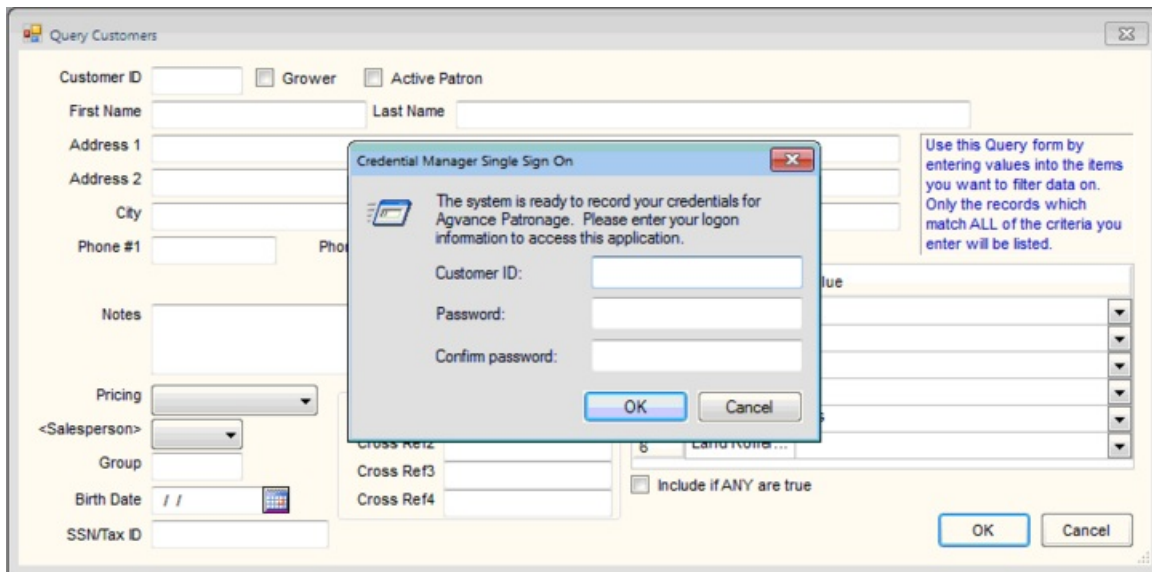 Query Customers
Customer ID Grower Active Patron
First Name Last Name
Address 1
Address 2
City
Phone #1
Use this Query form by
entering values into the items
you want to filter data on.
Only the records which
match ALL of the criteria you
enter will be listed.
Credential Manager Single Sign On
The system is ready to record your credentials for
Agvance Patronage. Please enter your logon
information to access this application.
Customer ID:
Password:
Confirm password:
OK Cancel
Notes
Pricing
<Salesperson>
Group
Birth Date / /
SSN/Tax ID
Cross Ref2
Cross Ref3
Cross Ref4
Include if ANY are true
OK Cancel